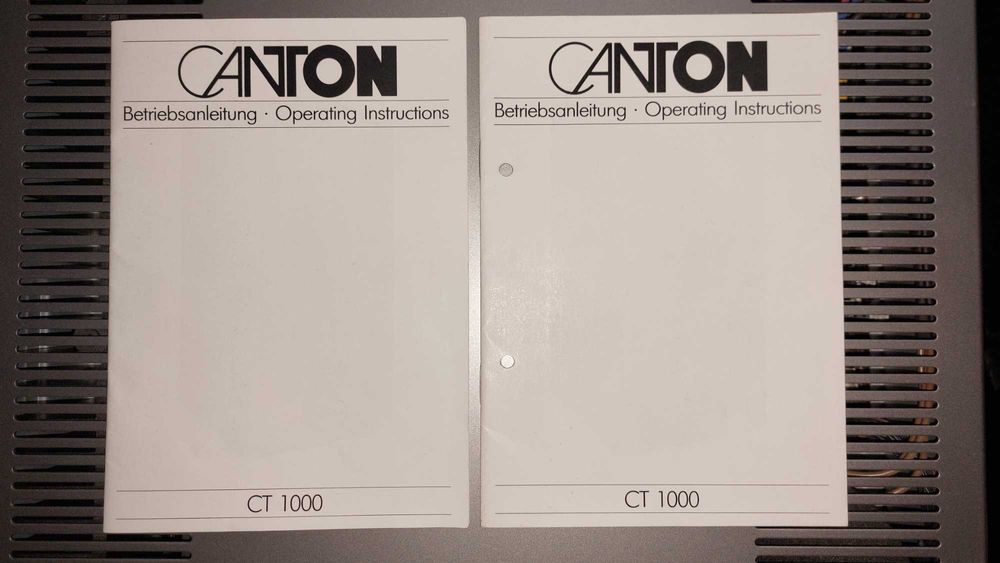 CANTON
Betriebsanleitung · Operating Instructions
CT 1000
CANTON
Betriebsanleitung · Operating Instructions
CT 1000